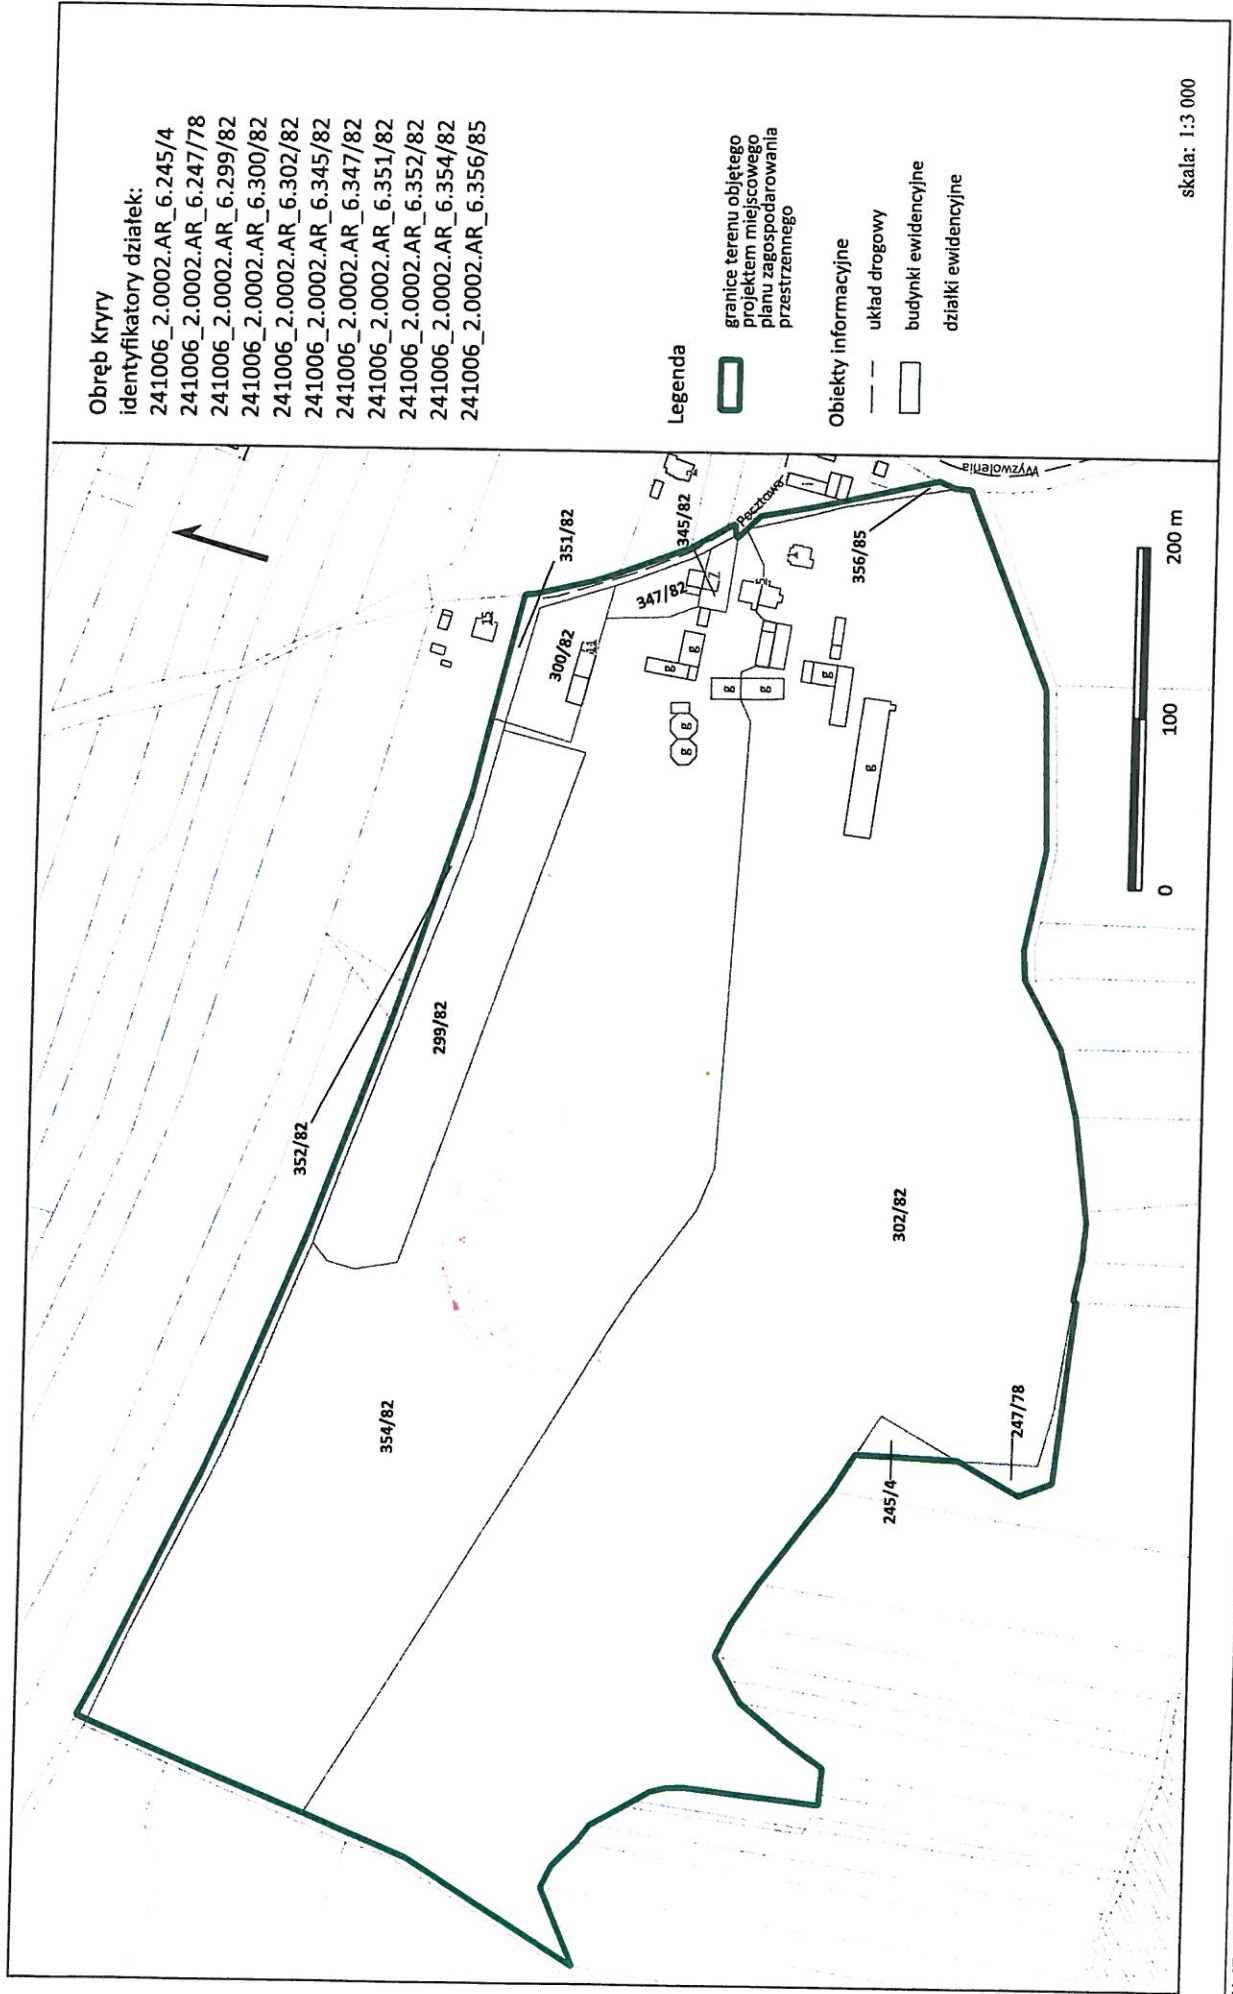 Obręb Kryry
identyfikatory działek:
241006_2.0002.AR_6.245/4
241006_2.0002.AR_6.247/78
241006_2.0002.AR_6.299/82
241006_2.0002.AR_6.300/82
241006_2.0002.AR_6.302/82
241006_2.0002.AR_6.345/82
241006_2.0002.AR_6.347/82
241006_2.0002.AR_6.351/82
241006_2.0002.AR_6.352/82
241006_2.0002.AR_6.354/82
241006_2.0002.AR_6.356/85
Legenda
granice terenu objętego
projektem miejscowego
planu zagospodarowania
przestrzennego
Obiekty informacyjne
układ drogowy
budynki ewidencyjne
działki ewidencyjne
skala: 1:3 000
352/82
351/82
345/82
347/82
300/82
299/82
354/82
302/82
245/4
247/78
356/85
Pocztowa
Wyzwolenia
15
11
7
5
1
g
g
g
g
g
g
g
g
0
100
200 m